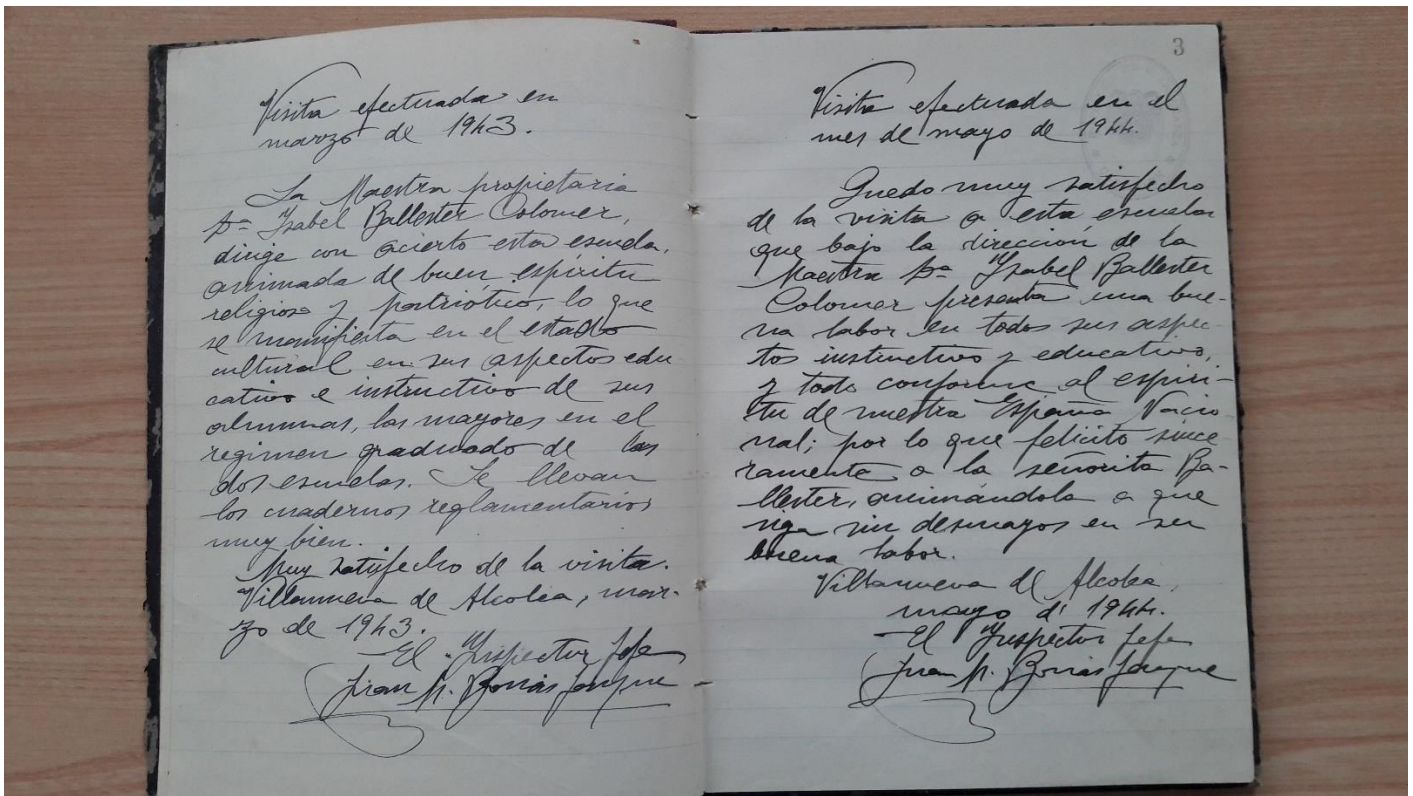 Visita efectuada en
marzo de 1943.
La Maestra propietaria
Dª Ysabel Ballester Colomer,
dirige con acierto esta escuela,
animada de buen espíritu
religioso y patriótico, lo que
se manifiesta en el estado
cultural en sus aspectos edu
cativo e instructivo de sus
alumnas, las mayores en el
regimen graduado de las
dos escuelas. Se llevan
los cuadernos reglamentarios
muy bien.
Muy satisfecho de la visita.
Villanueva de Alcolea, mar-
zo de 1943.
El Ynspector Jefe
Juan
3
Visita efectuada en el
mes de mayo de 1944.
Quedo muy satisfecho
de la visita a esta escuela
que bajo la dirección de la
Maestra Dª Ysabel Ballester
Colomer presenta una bue-
na labor en todos sus aspec-
tos instructivo y educativo,
y todo conforme al espíri-
tu de nuestra España Nacio
nal; por lo que felicito since
ramente a la señorita Ba-
llester, animándola a que
siga sin desmayos en su
buena labor.
Villanueva de Alcolea,
mayo d' 1944.
El Ynspector Jefe
Juan